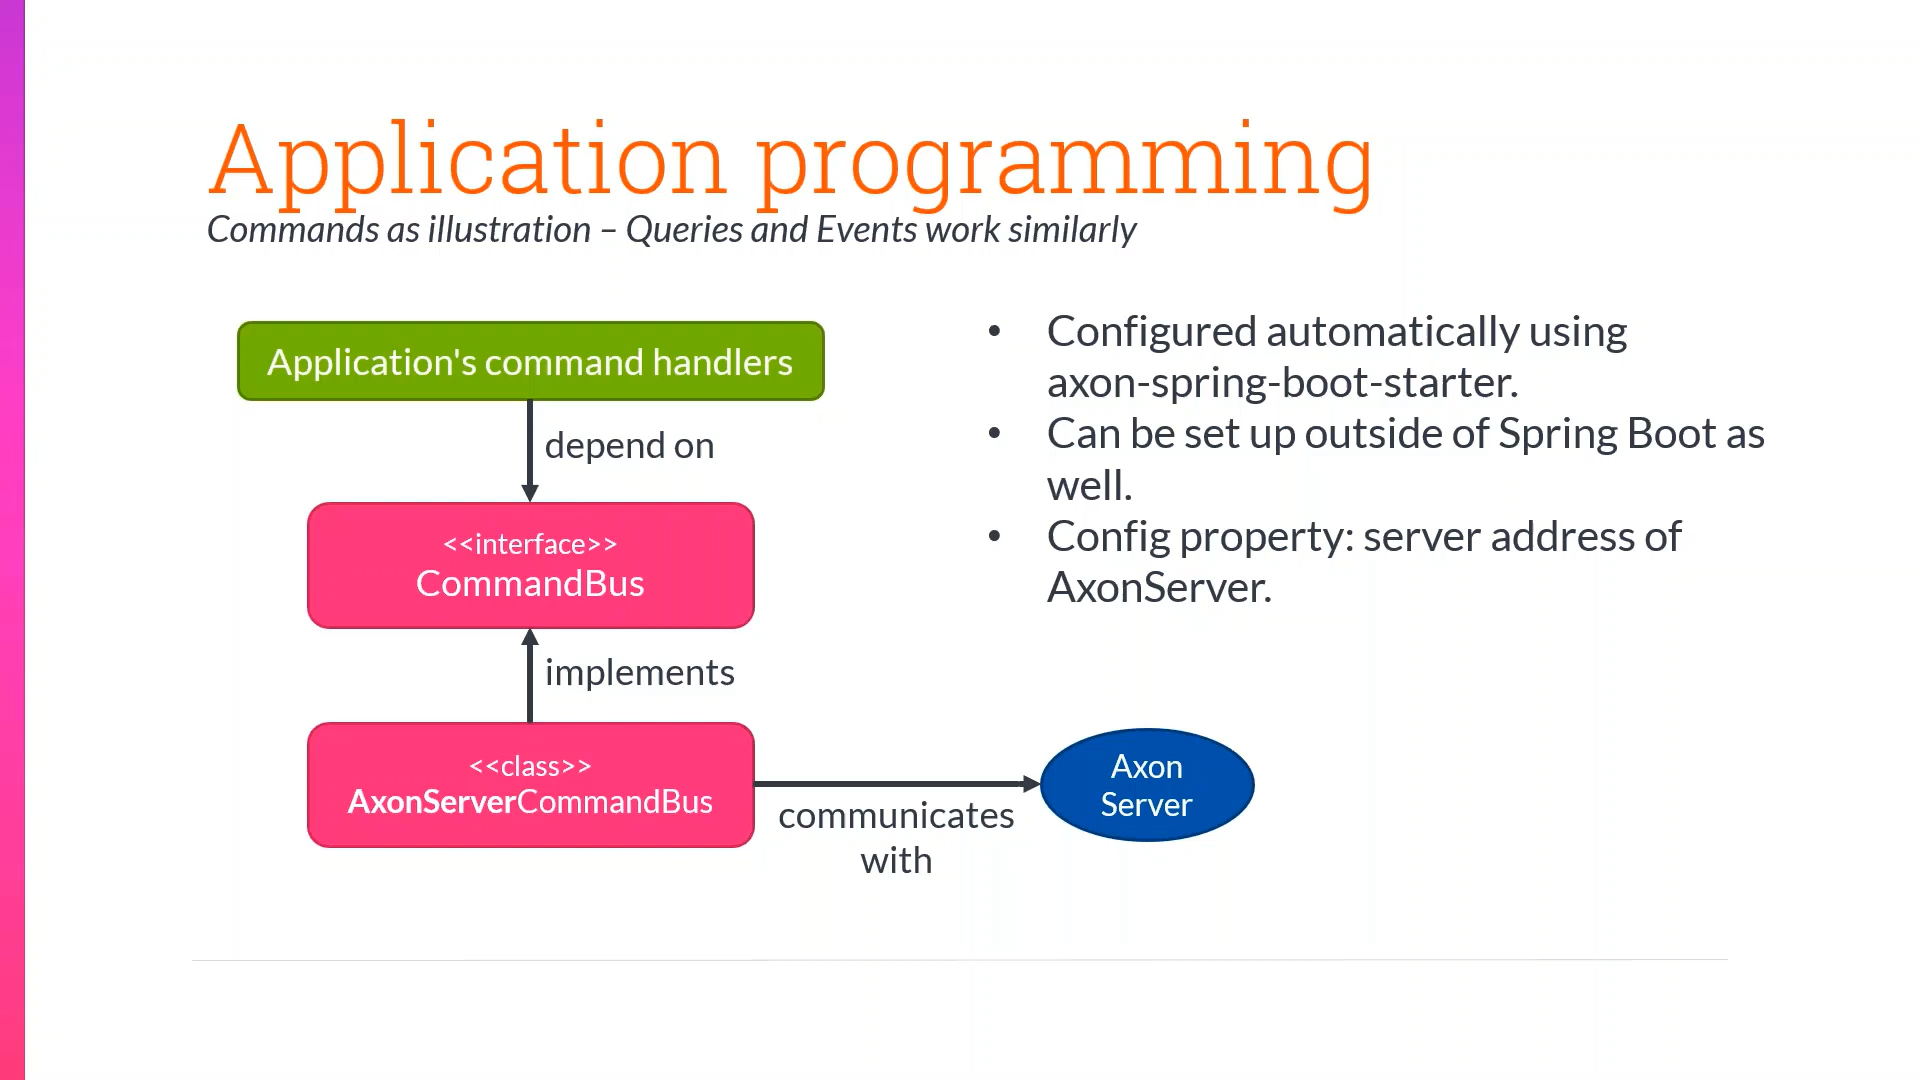 Application programming
Commands as illustration – Queries and Events work similarly
Application's command handlers
depend on
<<interface>>
CommandBus
implements
<<class>>
AxonServerCommandBus
communicates
with
Axon
Server
• Configured automatically using
axon-spring-boot-starter.
• Can be set up outside of Spring Boot as
well.
• Config property: server address of
AxonServer.